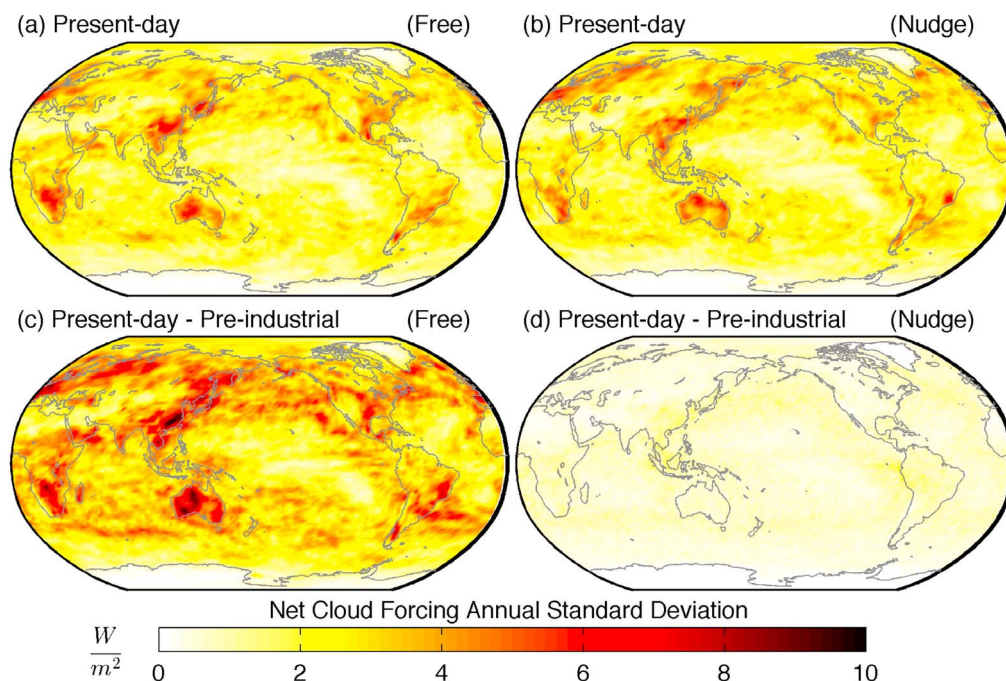 (a) Present-day (Free)
(b) Present-day (Nudge)
(c) Present-day - Pre-industrial (Free)
(d) Present-day - Pre-industrial (Nudge)
Net Cloud Forcing Annual Standard Deviation
W
m²
0 2 4 6 8 10